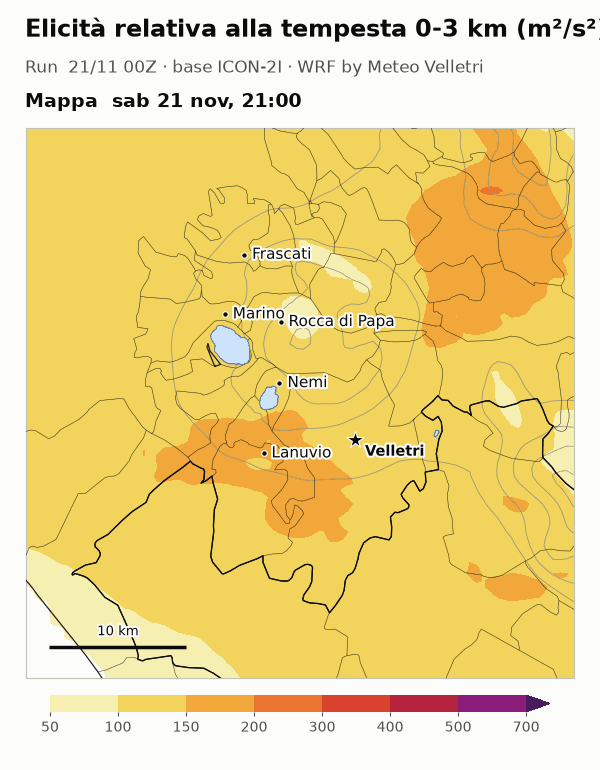 Elicità relativa alla tempesta 0-3 km (m²/s²)
Run  21/11 00Z · base ICON-2I · WRF by Meteo Velletri
Mappa  sab 21 nov, 21:00
Frascati
Marino
Rocca di Papa
Nemi
Velletri
Lanuvio
10 km
50 100 150 200 300 400 500 700